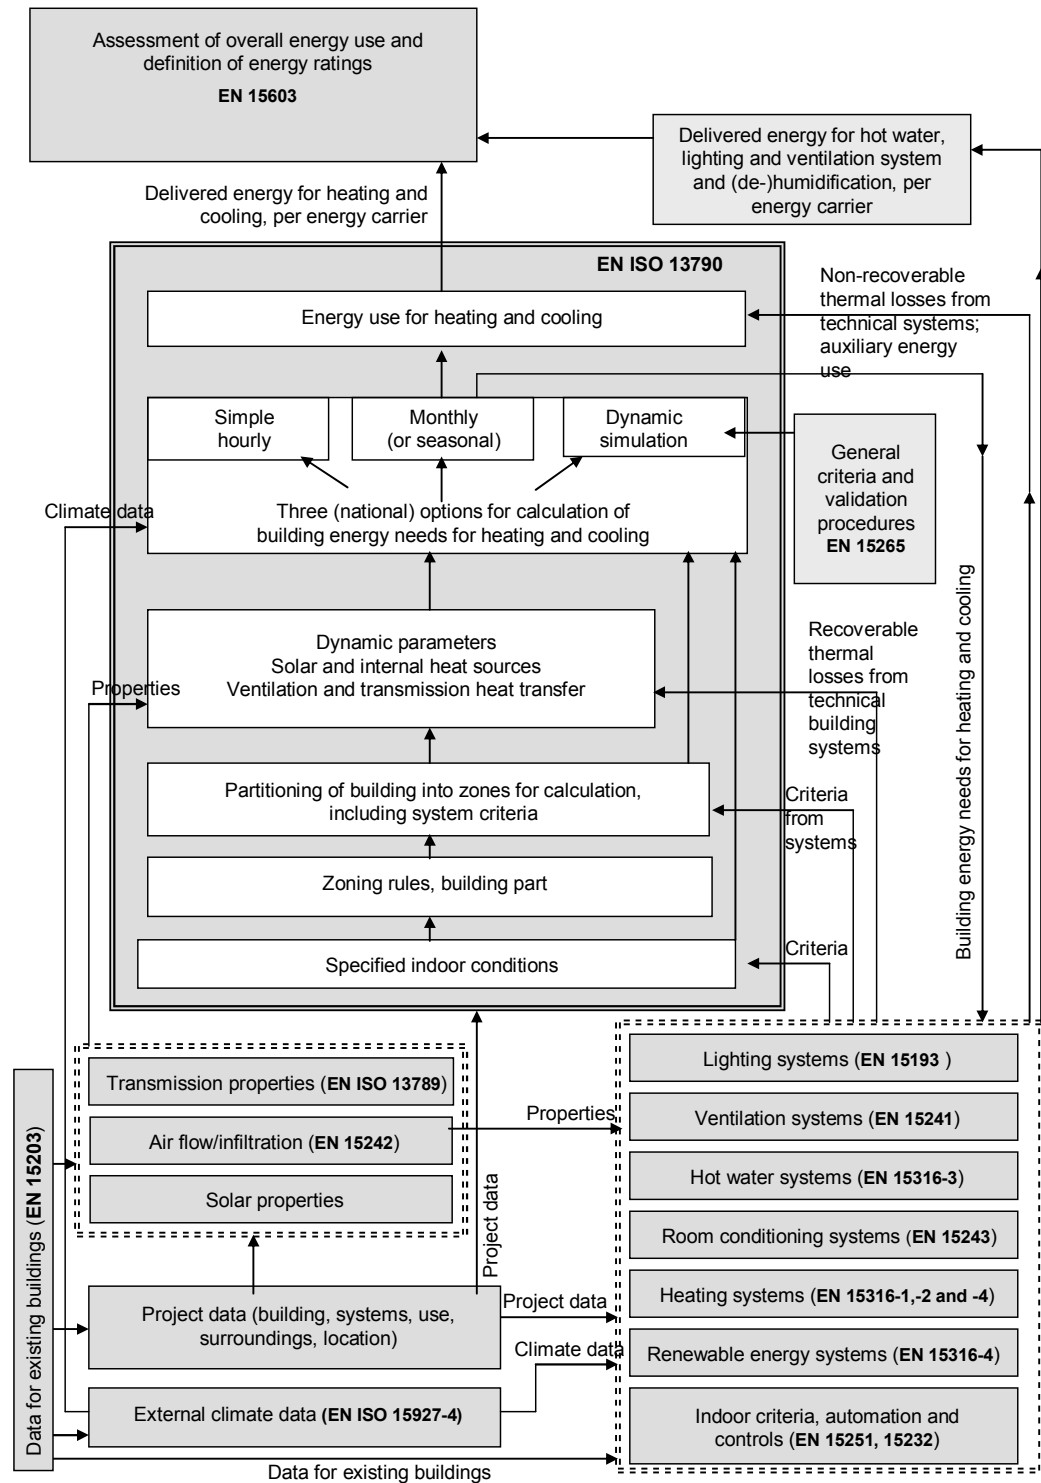 Assessment of overall energy use and
definition of energy ratings
EN 15603
Delivered energy for hot water,
lighting and ventilation system
and (de-)humidification, per
energy carrier
Delivered energy for heating and
cooling, per energy carrier
EN ISO 13790
Non-recoverable
thermal losses from
technical systems;
auxiliary energy
use
Energy use for heating and cooling
Simple
hourly
Monthly
(or seasonal)
Dynamic
simulation
General
criteria and
validation
procedures
EN 15265
Climate data
Three (national) options for calculation of
building energy needs for heating and cooling
Building energy needs for heating and cooling
Recoverable
thermal
losses from
technical
building
systems
Dynamic parameters
Solar and internal heat sources
Ventilation and transmission heat transfer
Properties
Partitioning of building into zones for calculation,
including system criteria
Criteria
from
systems
Zoning rules, building part
Specified indoor conditions
Criteria
Data for existing buildings (EN 15203)
Transmission properties (EN ISO 13789)
Air flow/infiltration (EN 15242)
Solar properties
Properties
Project data
Project data (building, systems, use,
surroundings, location)
Project data
Climate data
External climate data (EN ISO 15927-4)
Data for existing buildings
Lighting systems (EN 15193 )
Ventilation systems (EN 15241)
Hot water systems (EN 15316-3)
Room conditioning systems (EN 15243)
Heating systems (EN 15316-1,-2 and -4)
Renewable energy systems (EN 15316-4)
Indoor criteria, automation and
controls (EN 15251, 15232)